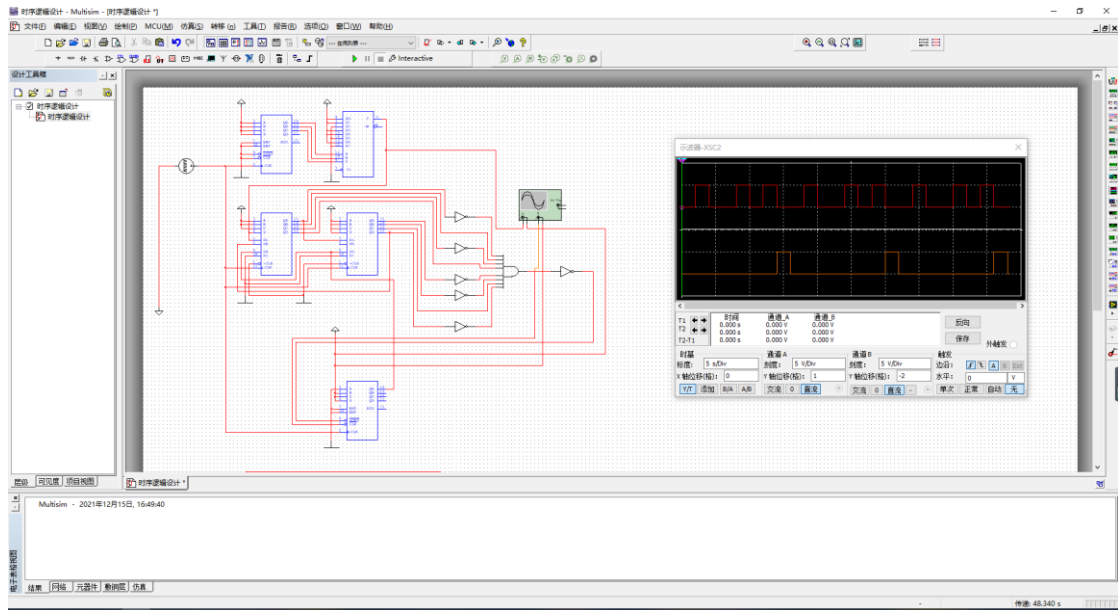 时序逻辑设计 - Multisim - [时序逻辑设计 *]
文件(F) 编辑(E) 视图(V) 绘制(P) MCU(M) 仿真(S) 转移(n) 工具(T) 报告(R) 选项(O) 窗口(W) 帮助(H)
--- 在用列表 ---
Interactive
设计工具箱
时序逻辑设计
时序逻辑设计
示波器-XSC2
时间 通道_A 通道_B
T1 0.000 s 0.000 V 0.000 V
T2 0.000 s 0.000 V 0.000 V
T2-T1 0.000 s 0.000 V 0.000 V
反向
保存
外触发
时基 通道 A 通道 B 触发
标度: 5 s/Div 刻度: 5 V/Div 刻度: 5 V/Div 边沿: A B Ext
X 轴位移(格): 0 Y 轴位移(格): 1 Y 轴位移(格): -2 水平: 0 V
Y/T 添加 B/A A/B 交流 0 直流 交流 0 直流 - 单次 正常 自动 无
层级 可见度 项目视图
时序逻辑设计 *
Multisim - 2021年12月15日, 16:49:40
电子表格视图
结果 网络 元器件 敷铜层 仿真
传递: 48.340 s